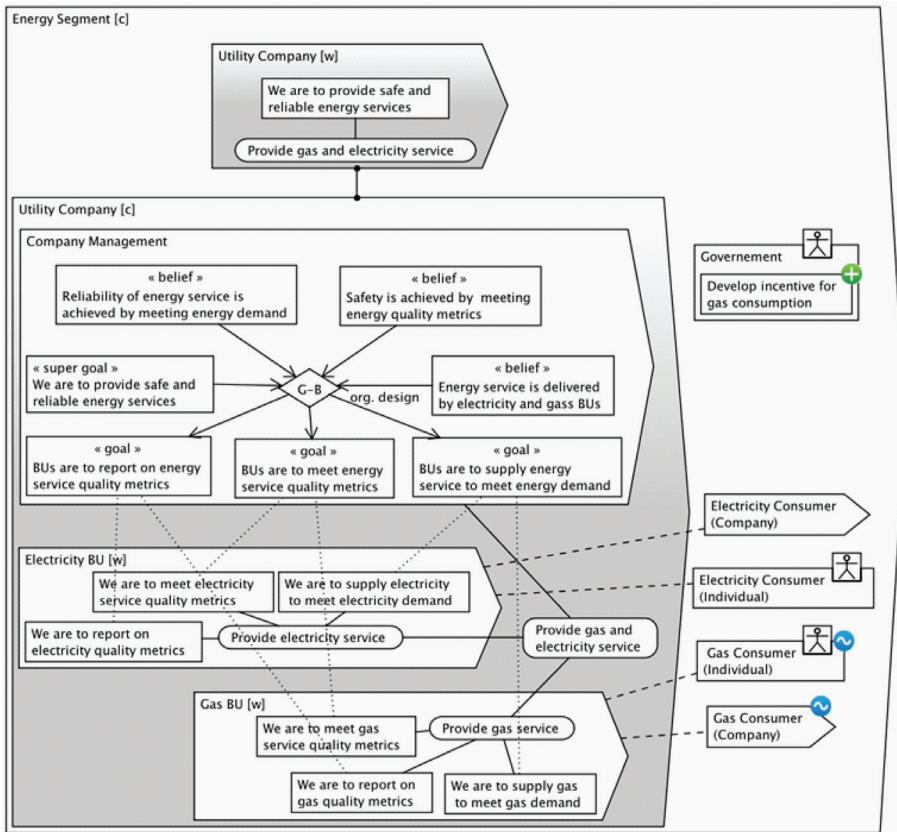 Energy Segment [c]
Utility Company [w]
We are to provide safe and
reliable energy services
Provide gas and electricity service
Utility Company [c]
Company Management
« belief »
Reliability of energy service is
achieved by meeting energy demand
« belief »
Safety is achieved by meeting
energy quality metrics
Governement
Develop incentive for
gas consumption
« super goal »
We are to provide safe and
reliable energy services
G-B
org. design
« belief »
Energy service is delivered
by electricity and gass BUs
« goal »
BUs are to report on energy
service quality metrics
« goal »
BUs are to meet energy
service quality metrics
« goal »
BUs are to supply energy
service to meet energy demand
Electricity Consumer
(Company)
Electricity BU [w]
We are to meet electricity
service quality metrics
We are to supply electricity
to meet electricity demand
Electricity Consumer
(Individual)
We are to report on
electricity quality metrics
Provide electricity service
Provide gas and
electricity service
Gas Consumer
(Individual)
Gas BU [w]
We are to meet gas
service quality metrics
Provide gas service
Gas Consumer
(Company)
We are to report on
gas quality metrics
We are to supply gas
to meet gas demand